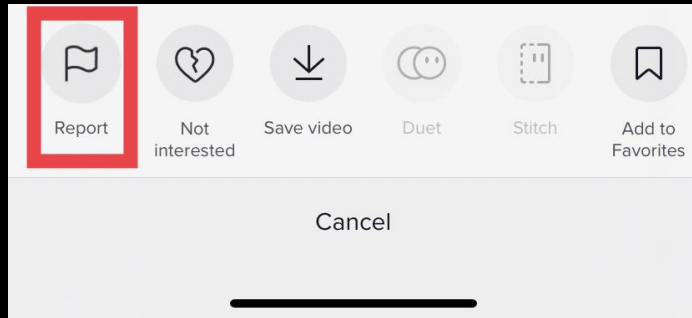 Report
Not interested
Save video
Duet
Stitch
Add to Favorites
Cancel